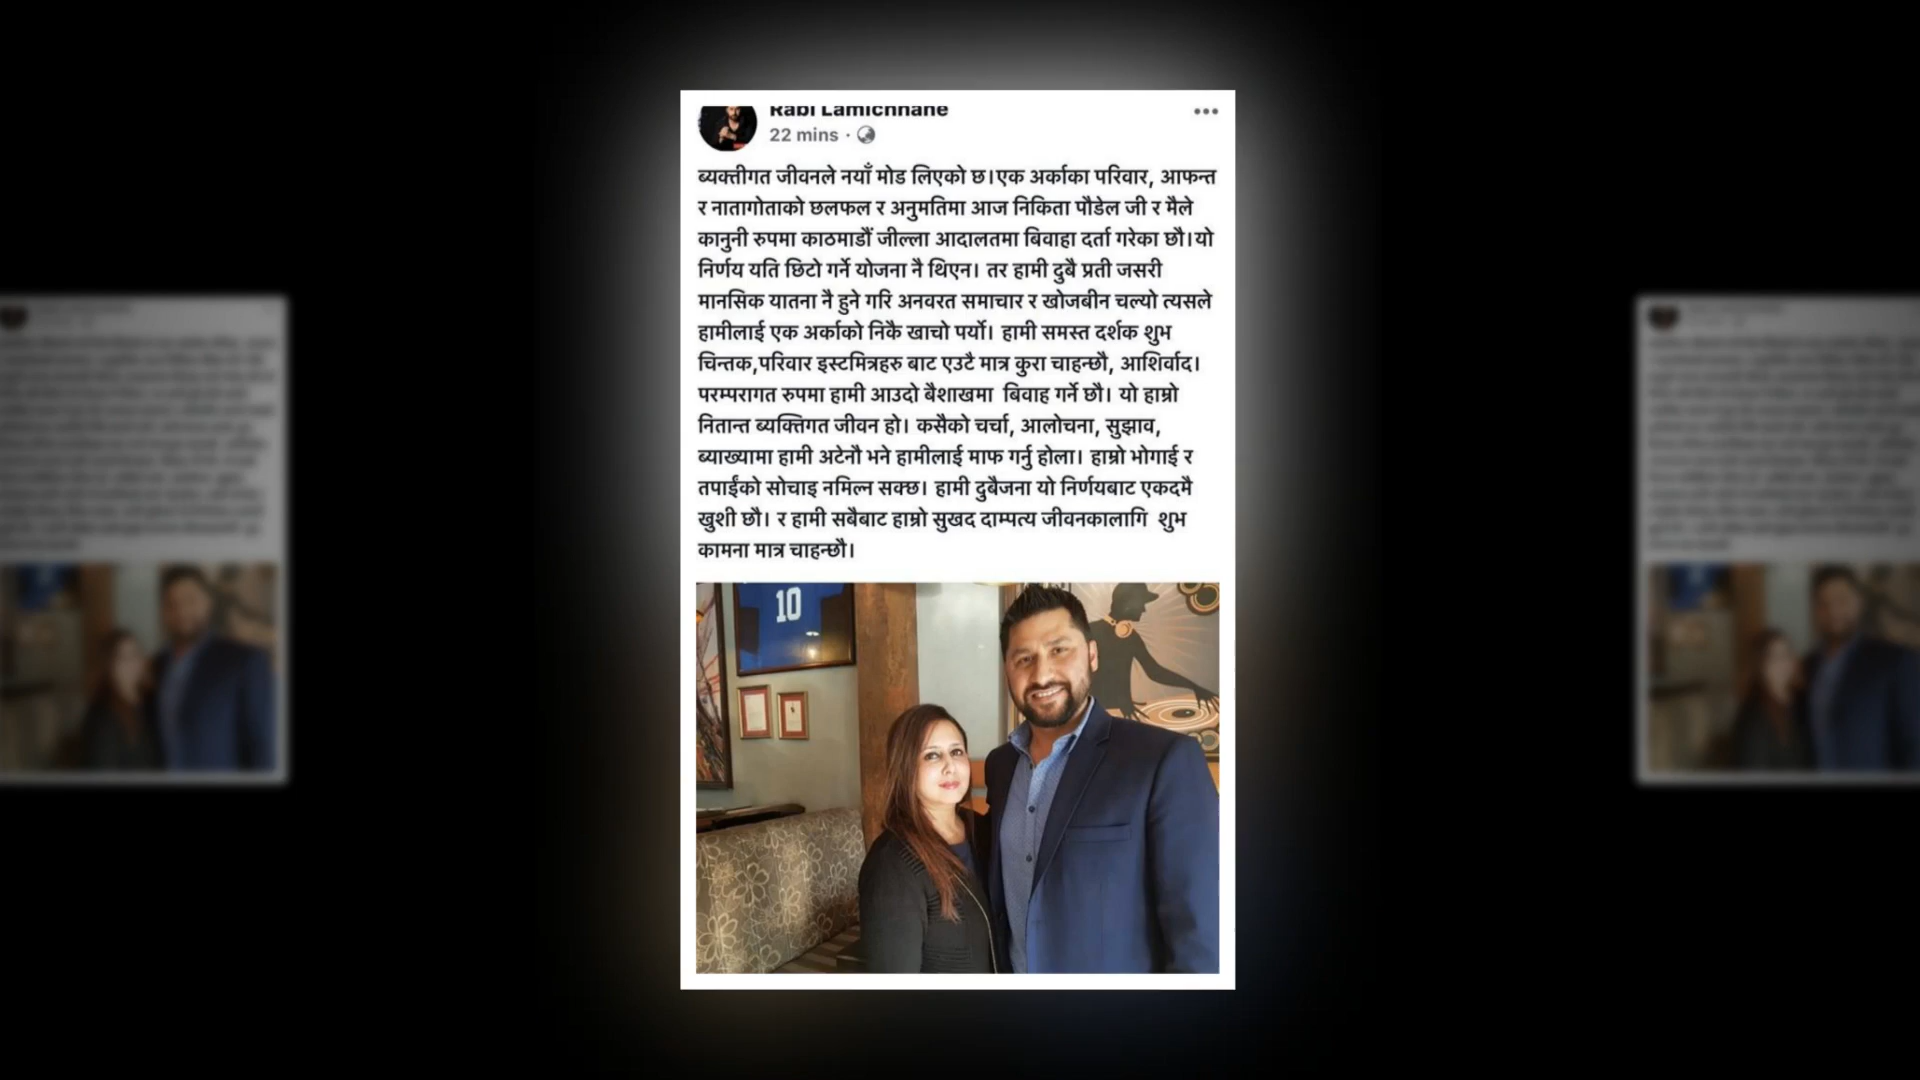 Rabi Lamichhane
22 mins ·
ब्यक्तीगत जीवनले नयाँ मोड लिएको छ।एक अर्काका परिवार, आफन्त
र नातागोताको छलफल र अनुमतिमा आज निकिता पौडेल जी र मैले
कानुनी रुपमा काठमाडौं जील्ला आदालतमा बिवाहा दर्ता गरेका छौ।यो
निर्णय यति छिटो गर्ने योजना नै थिएन। तर हामी दुबै प्रती जसरी
मानसिक यातना नै हुने गरि अनवरत समाचार र खोजबीन चल्यो त्यसले
हामीलाई एक अर्काको निकै खाचो पर्यो। हामी समस्त दर्शक शुभ
चिन्तक,परिवार इस्टमित्रहरु बाट एउटै मात्र कुरा चाहन्छौ, आशिर्वाद।
परम्परागत रुपमा हामी आउदो बैशाखमा बिवाह गर्ने छौ। यो हाम्रो
नितान्त ब्यक्तिगत जीवन हो। कसैको चर्चा, आलोचना, सुझाव,
ब्याख्यामा हामी अटेनौ भने हामीलाई माफ गर्नु होला। हाम्रो भोगाई र
तपाईंको सोचाइ नमिल्न सक्छ। हामी दुबैजना यो निर्णयबाट एकदमै
खुशी छौ। र हामी सबैबाट हाम्रो सुखद दाम्पत्य जीवनकालागि शुभ
कामना मात्र चाहन्छौ।
10